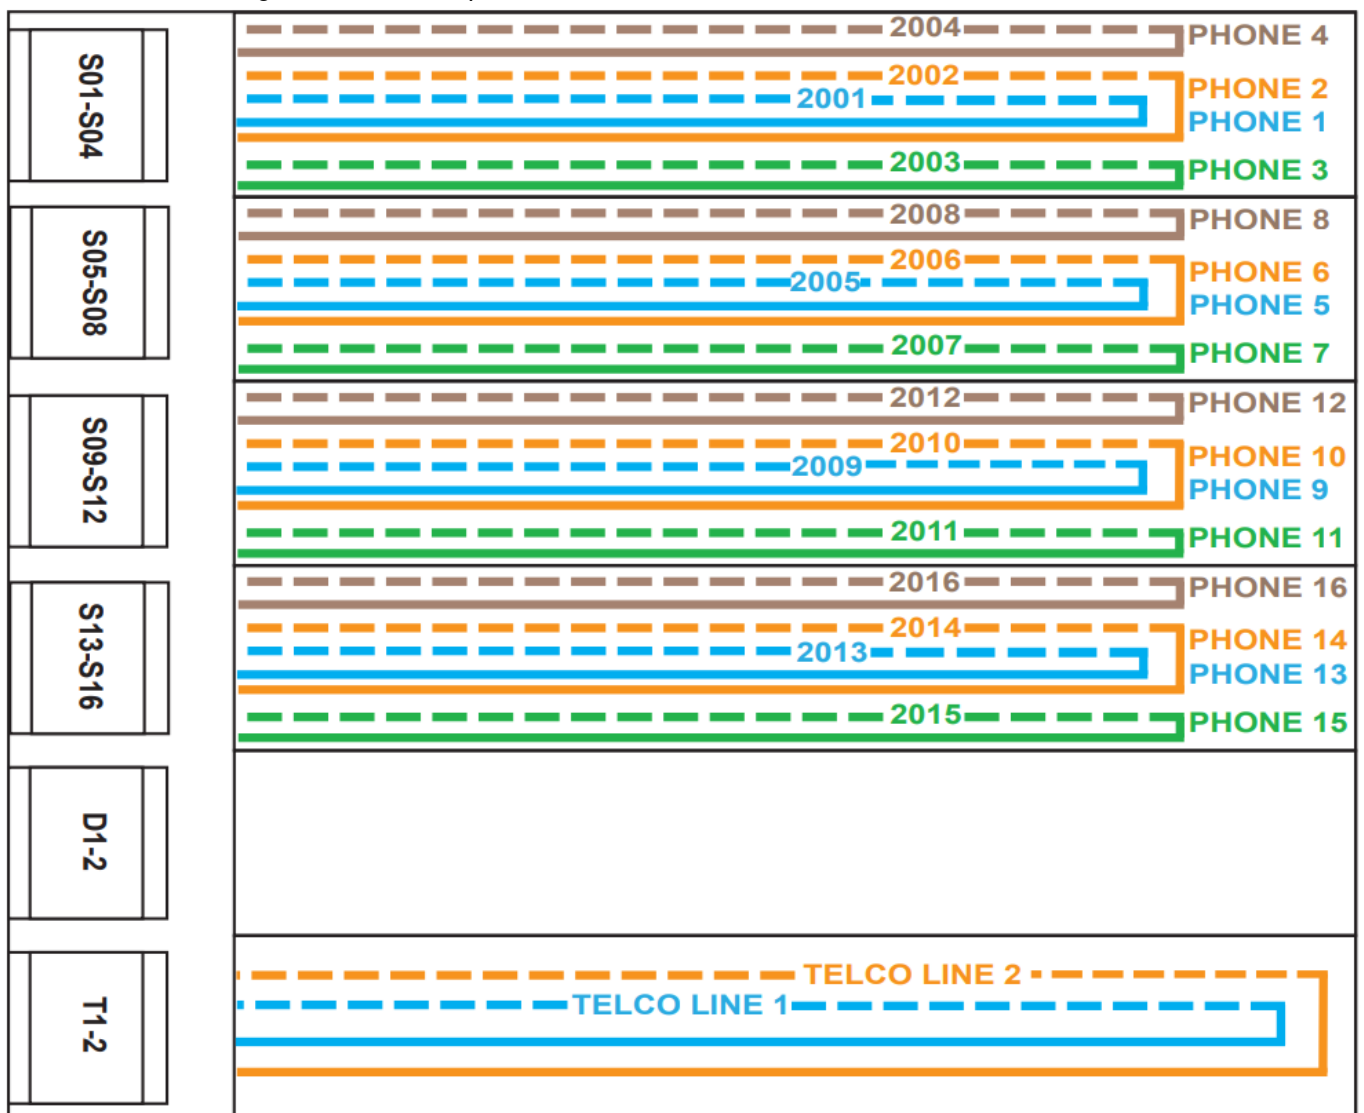 S01-S04
2004 PHONE 4
2002 PHONE 2
2001 PHONE 1
2003 PHONE 3
S05-S08
2008 PHONE 8
2006 PHONE 6
2005 PHONE 5
2007 PHONE 7
S09-S12
2012 PHONE 12
2010 PHONE 10
2009 PHONE 9
2011 PHONE 11
S13-S16
2016 PHONE 16
2014 PHONE 14
2013 PHONE 13
2015 PHONE 15
D1-2
T1-2
TELCO LINE 2
TELCO LINE 1